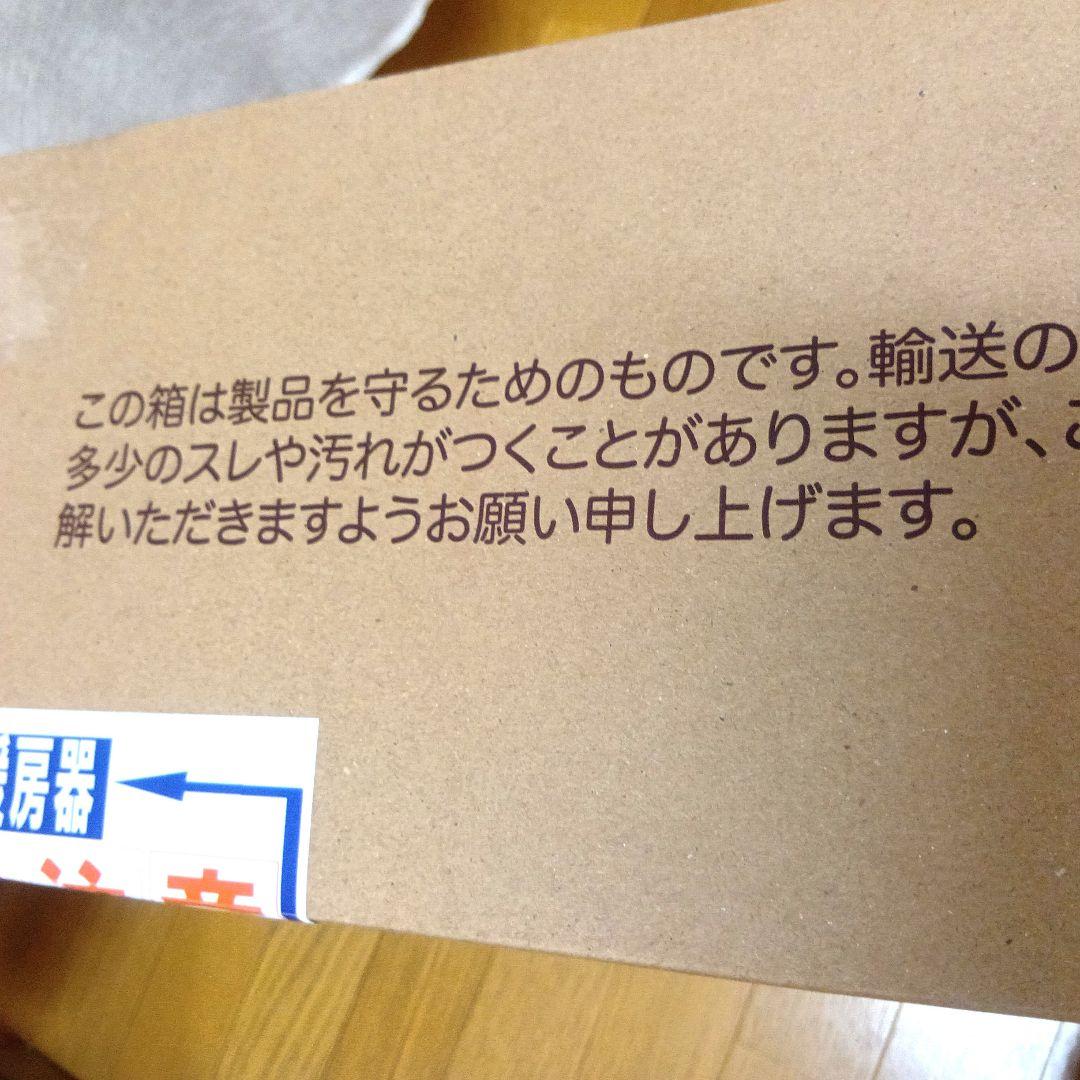 この箱は製品を守るためのものです。輸送の
多少のスレや汚れがつくことがありますが、
解いただきますようお願い申し上げます。
房器
注意